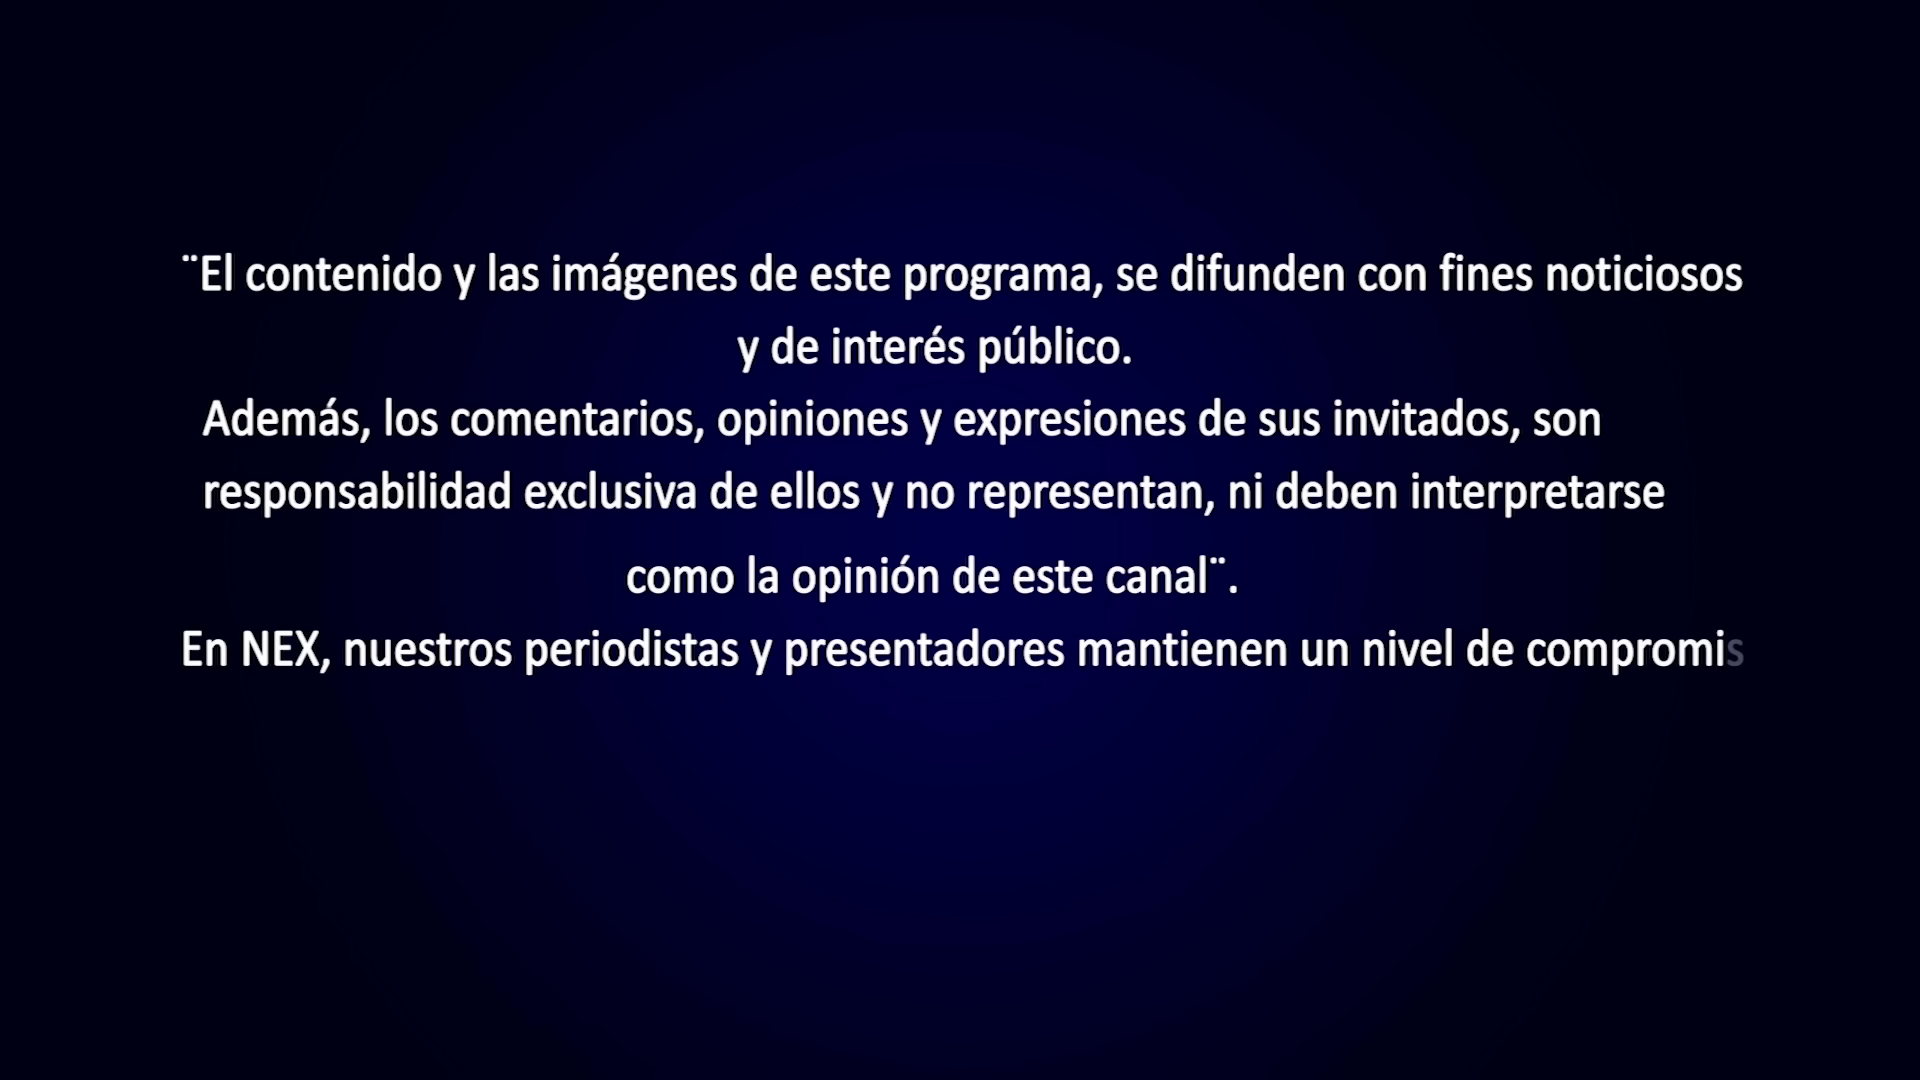 ¨El contenido y las imágenes de este programa, se difunden con fines noticiosos
y de interés público.
Además, los comentarios, opiniones y expresiones de sus invitados, son
responsabilidad exclusiva de ellos y no representan, ni deben interpretarse
como la opinión de este canal¨.
En NEX, nuestros periodistas y presentadores mantienen un nivel de compromis